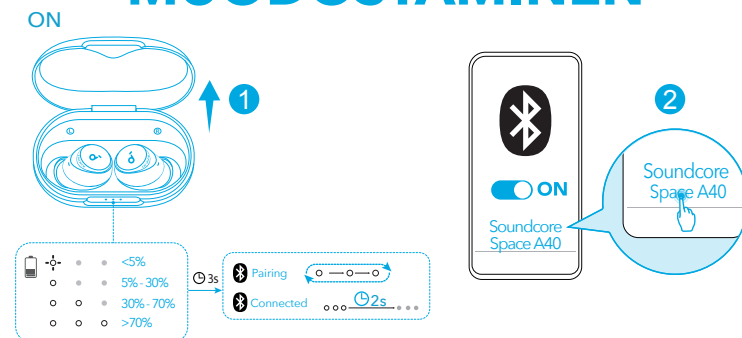 MUODOSTAMINEN
ON
1
L
R
<5%
5% - 30%
30% - 70%
>70%
3s
Pairing
Connected
2s
ON
Soundcore
Space A40
2
Soundcore
Space A40